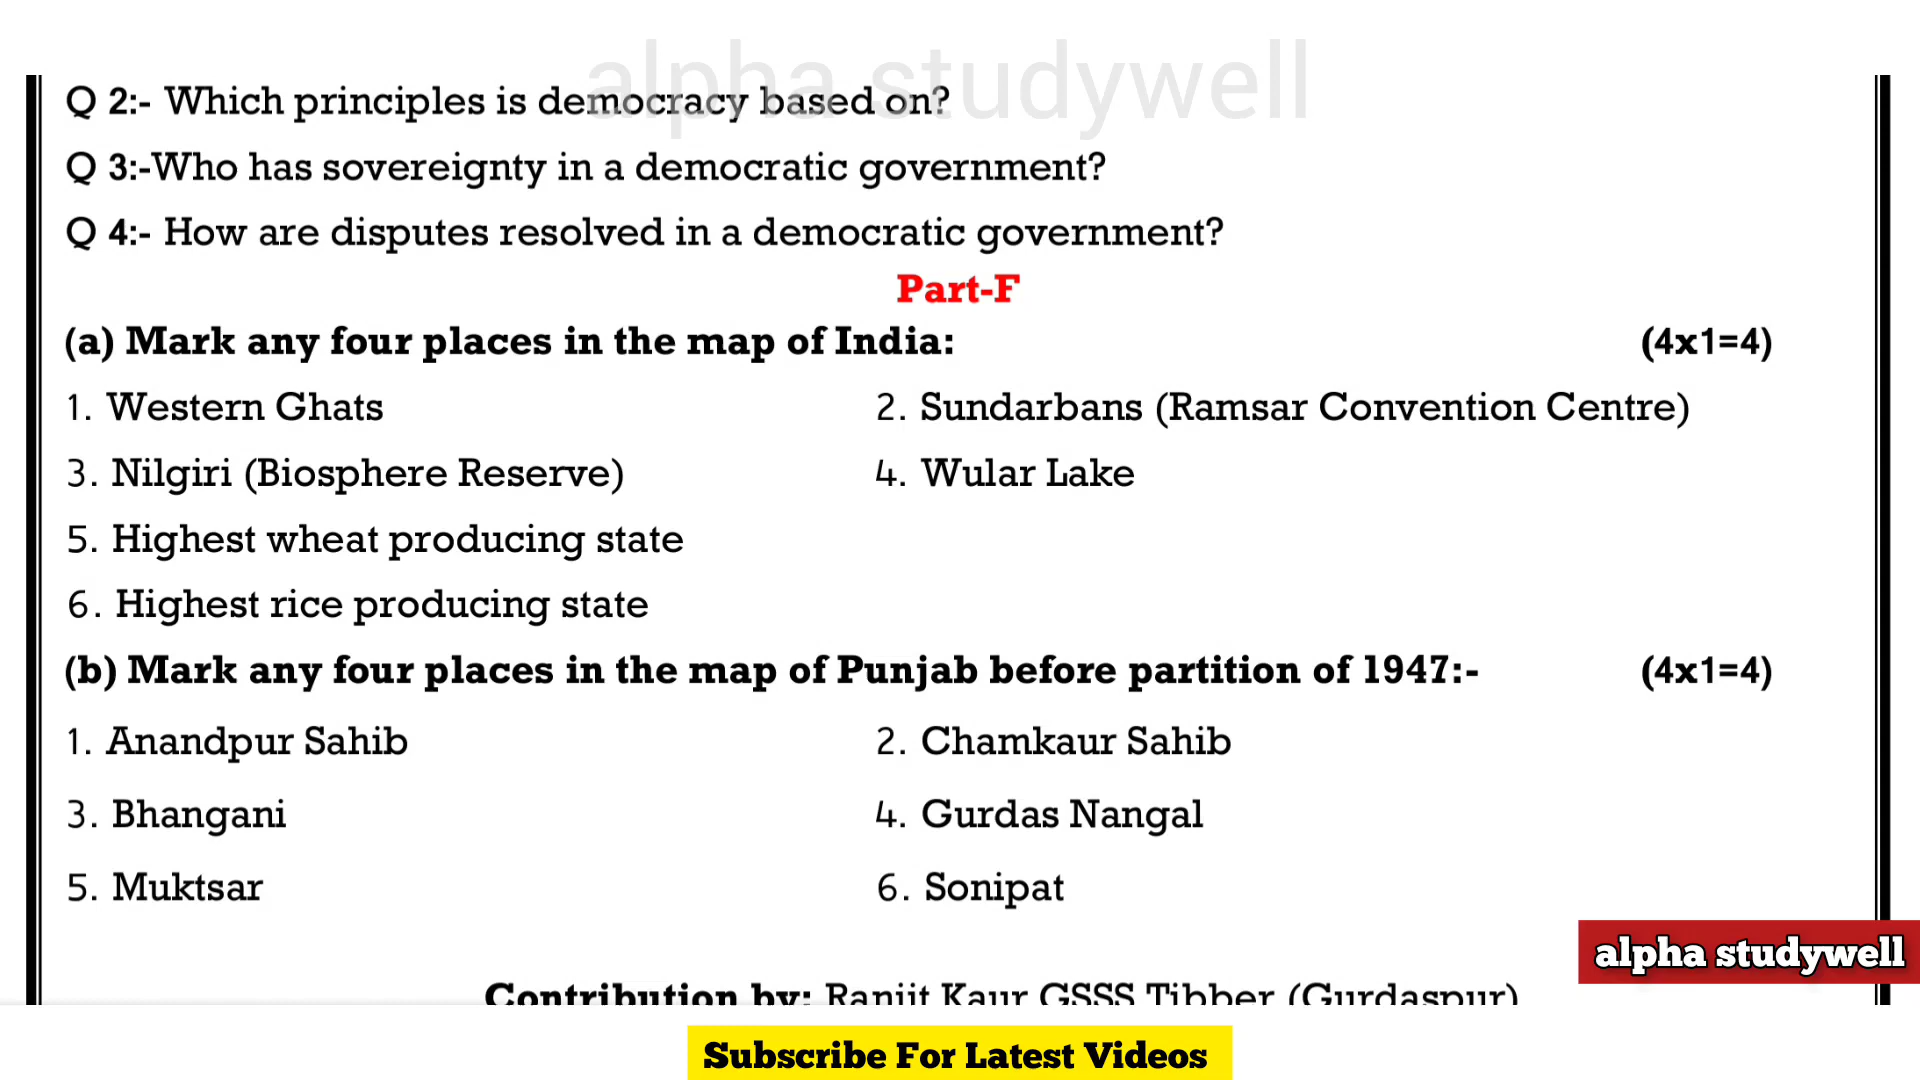 alpha studywell
Q 2:- Which principles is democracy based on?
Q 3:-Who has sovereignty in a democratic government?
Q 4:- How are disputes resolved in a democratic government?
Part-F
(a) Mark any four places in the map of India: (4x1=4)
1. Western Ghats 2. Sundarbans (Ramsar Convention Centre)
3. Nilgiri (Biosphere Reserve) 4. Wular Lake
5. Highest wheat producing state
6. Highest rice producing state
(b) Mark any four places in the map of Punjab before partition of 1947:- (4x1=4)
1. Anandpur Sahib 2. Chamkaur Sahib
3. Bhangani 4. Gurdas Nangal
5. Muktsar 6. Sonipat
alpha studywell
Contribution by: Ranjit Kaur GSSS Tibber (Gurdaspur)
Subscribe For Latest Videos